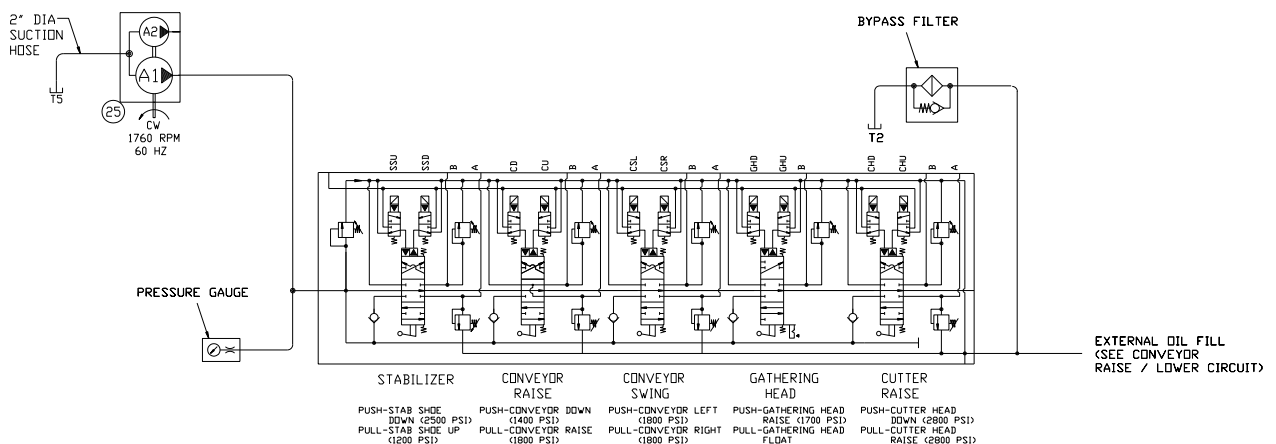 2" DIA
SUCTION
HOSE
A2
A1
T5
25
CW
1760 RPM
60 HZ
BYPASS FILTER
T2
SSU
SSD
B
A
CD
CU
B
A
CSL
CSR
B
A
GHD
GHU
B
CHD
CHU
B
A
PRESSURE GAUGE
EXTERNAL OIL FILL
(SEE CONVEYOR
RAISE / LOWER CIRCUIT)
STABILIZER
PUSH-STAB SHOE
DOWN (2500 PSI)
PULL-STAB SHOE UP
(1200 PSI)
CONVEYOR
RAISE
PUSH-CONVEYOR DOWN
(1400 PSI)
PULL-CONVEYOR RAISE
(1800 PSI)
CONVEYOR
SWING
PUSH-CONVEYOR LEFT
(1800 PSI)
PULL-CONVEYOR RIGHT
(1800 PSI)
GATHERING
HEAD
PUSH-GATHERING HEAD
RAISE (1700 PSI)
PULL-GATHERING HEAD
FLOAT
CUTTER
RAISE
PUSH-CUTTER HEAD
DOWN (2800 PSI)
PULL-CUTTER HEAD
RAISE (2800 PSI)